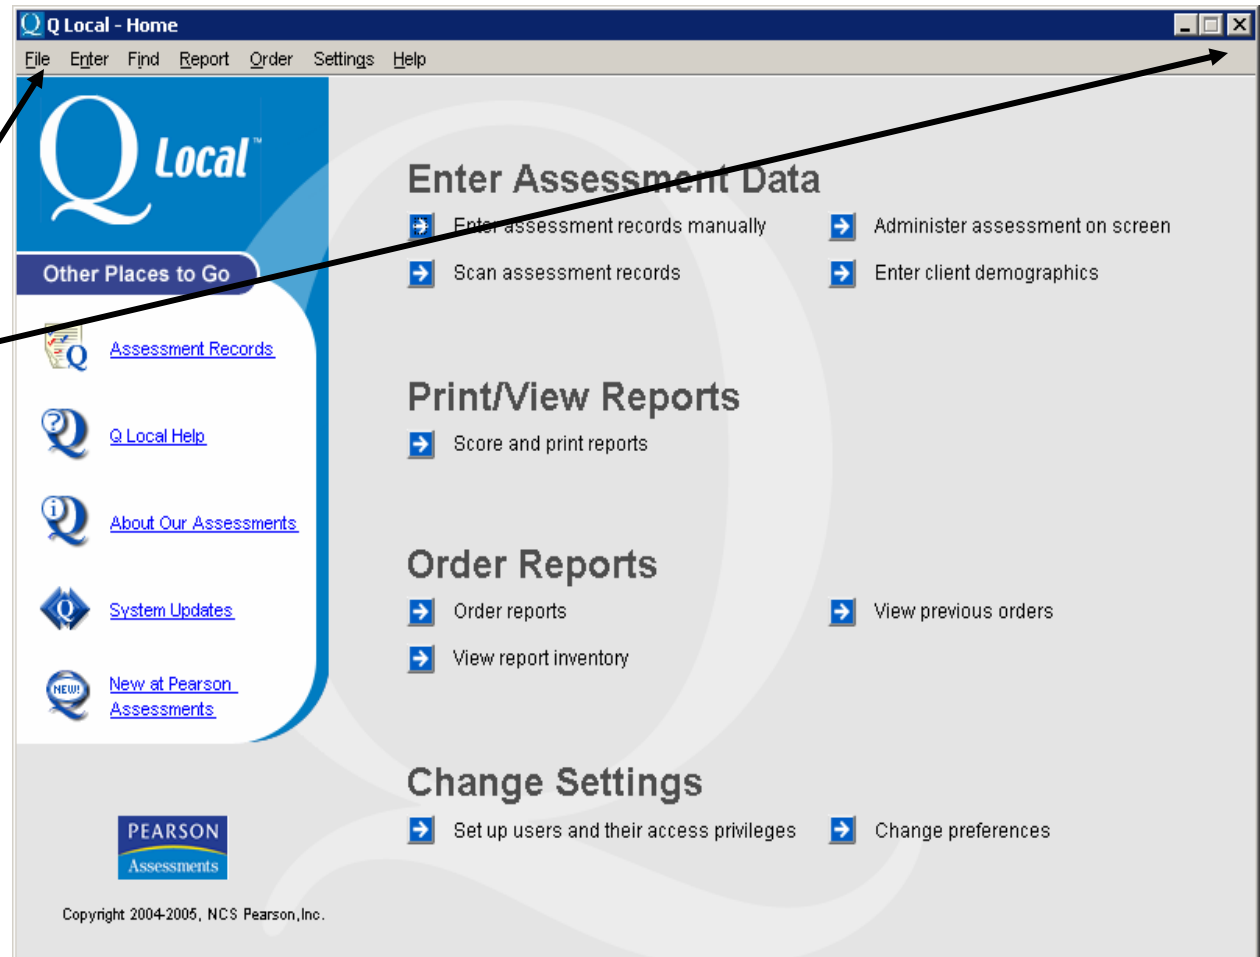 Q Local - Home
File Enter Find Report Order Settings Help
Q Local™
Other Places to Go
Assessment Records
Q Local Help
About Our Assessments
System Updates
NEW!
New at Pearson
Assessments
PEARSON
Assessments
Copyright 2004-2005, NCS Pearson,Inc.
Enter Assessment Data
Enter assessment records manually
Administer assessment on screen
Scan assessment records
Enter client demographics
Print/View Reports
Score and print reports
Order Reports
Order reports
View previous orders
View report inventory
Change Settings
Set up users and their access privileges
Change preferences